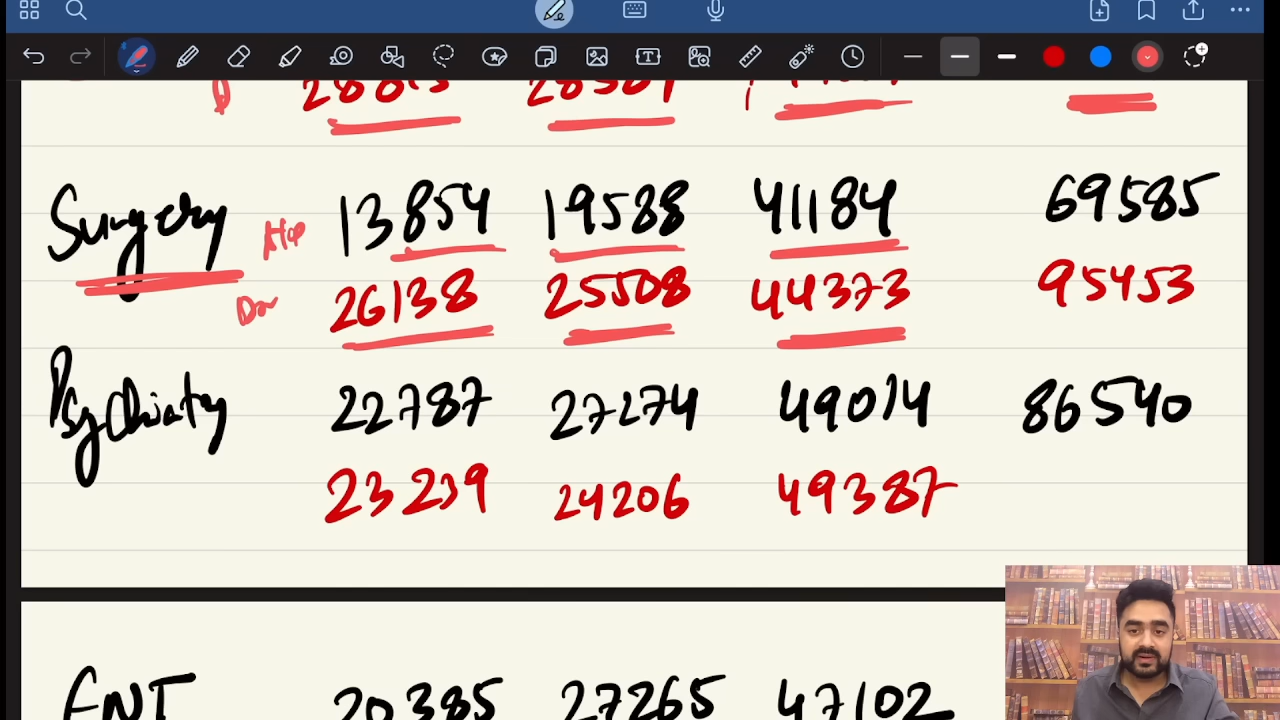 Surgery 13854 19588 41184 69585
26138 25508 44373 95453
Psychiatry 22787 27274 49014 86540
23239 24206 49387
ENT 20385 27265 47102